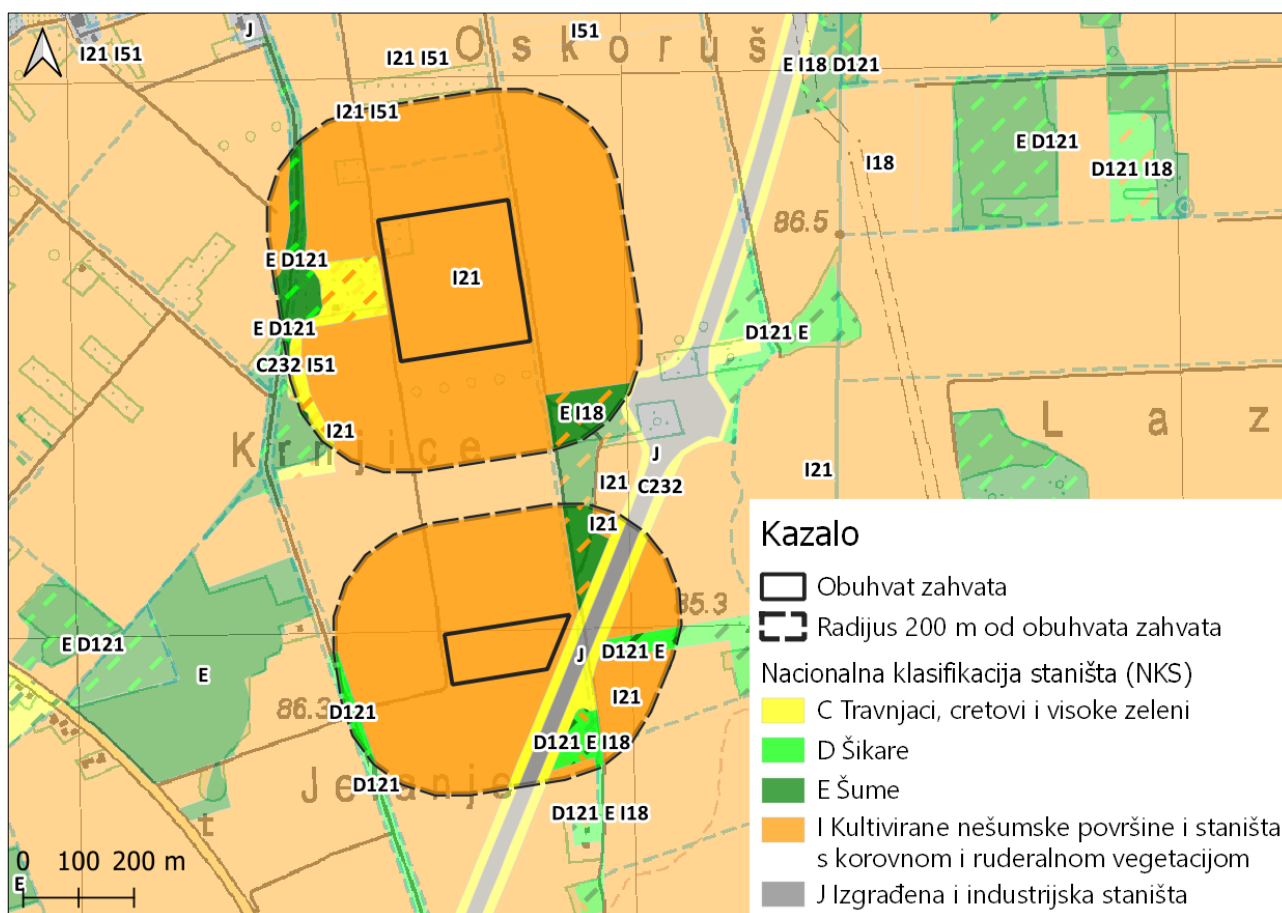 I21 I51
J
I21 I51
I51
Oskoruš
E I18 D121
I21 I51
E D121
I18
D121 I18
86.5
E D121
I21
E D121
D121 E
C232 I51
E I18
I21
Krnjice
Laz
J
I21
I21
C232
I21
85.3
E D121
E
J
D121 E
86.3
D121
I21
D121 E I18
D121
D121 E I18
E
0 100 200 m
Kazalo
Obuhvat zahvata
Radijus 200 m od obuhvata zahvata
Nacionalna klasifikacija staništa (NKS)
C Travnjaci, cretovi i visoke zeleni
D Šikare
E Šume
I Kultivirane nešumske površine i staništa
s korovnom i ruderalnom vegetacijom
J Izgrađena i industrijska staništa